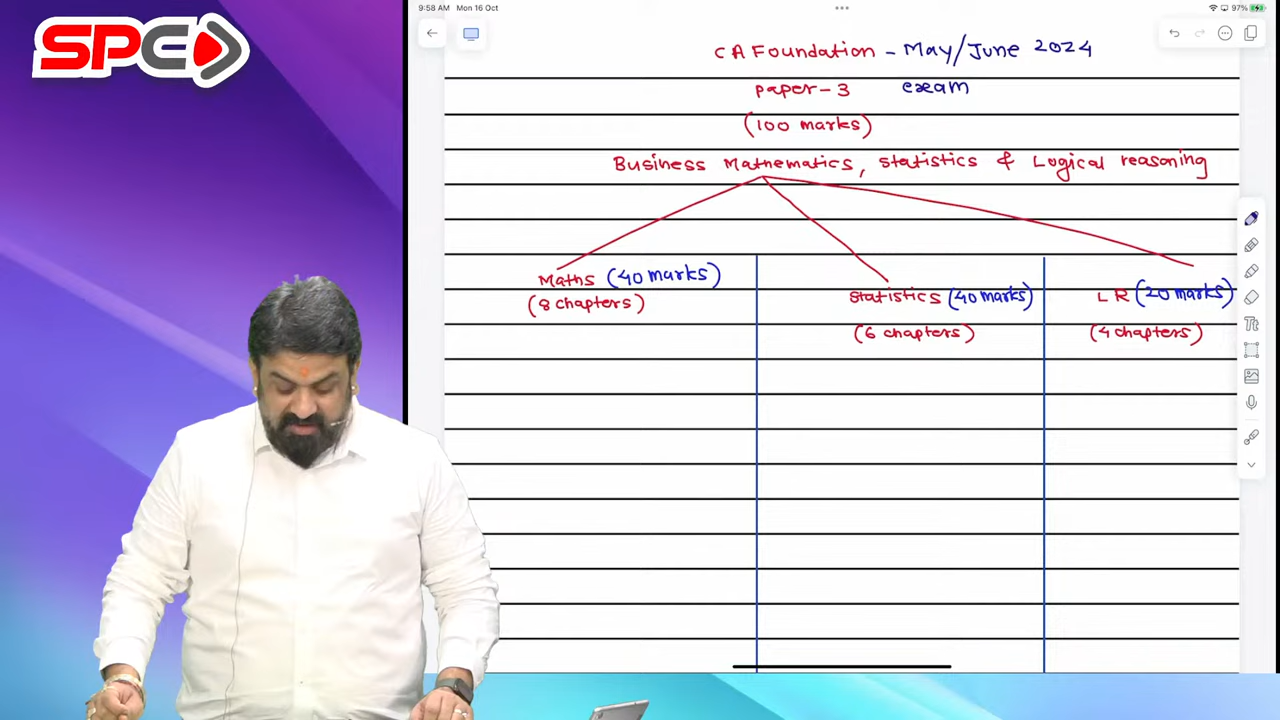 SPE
9:58 AM Mon 16 Oct
97%
CA Foundation - May/June 2024
paper-3 exam
(100 marks)
Business Mathematics, statistics & Logical reasoning
Maths (40 marks)
(8 chapters)
statistics (40 marks)
(6 chapters)
LR (20 marks)
(4 chapters)
Tt